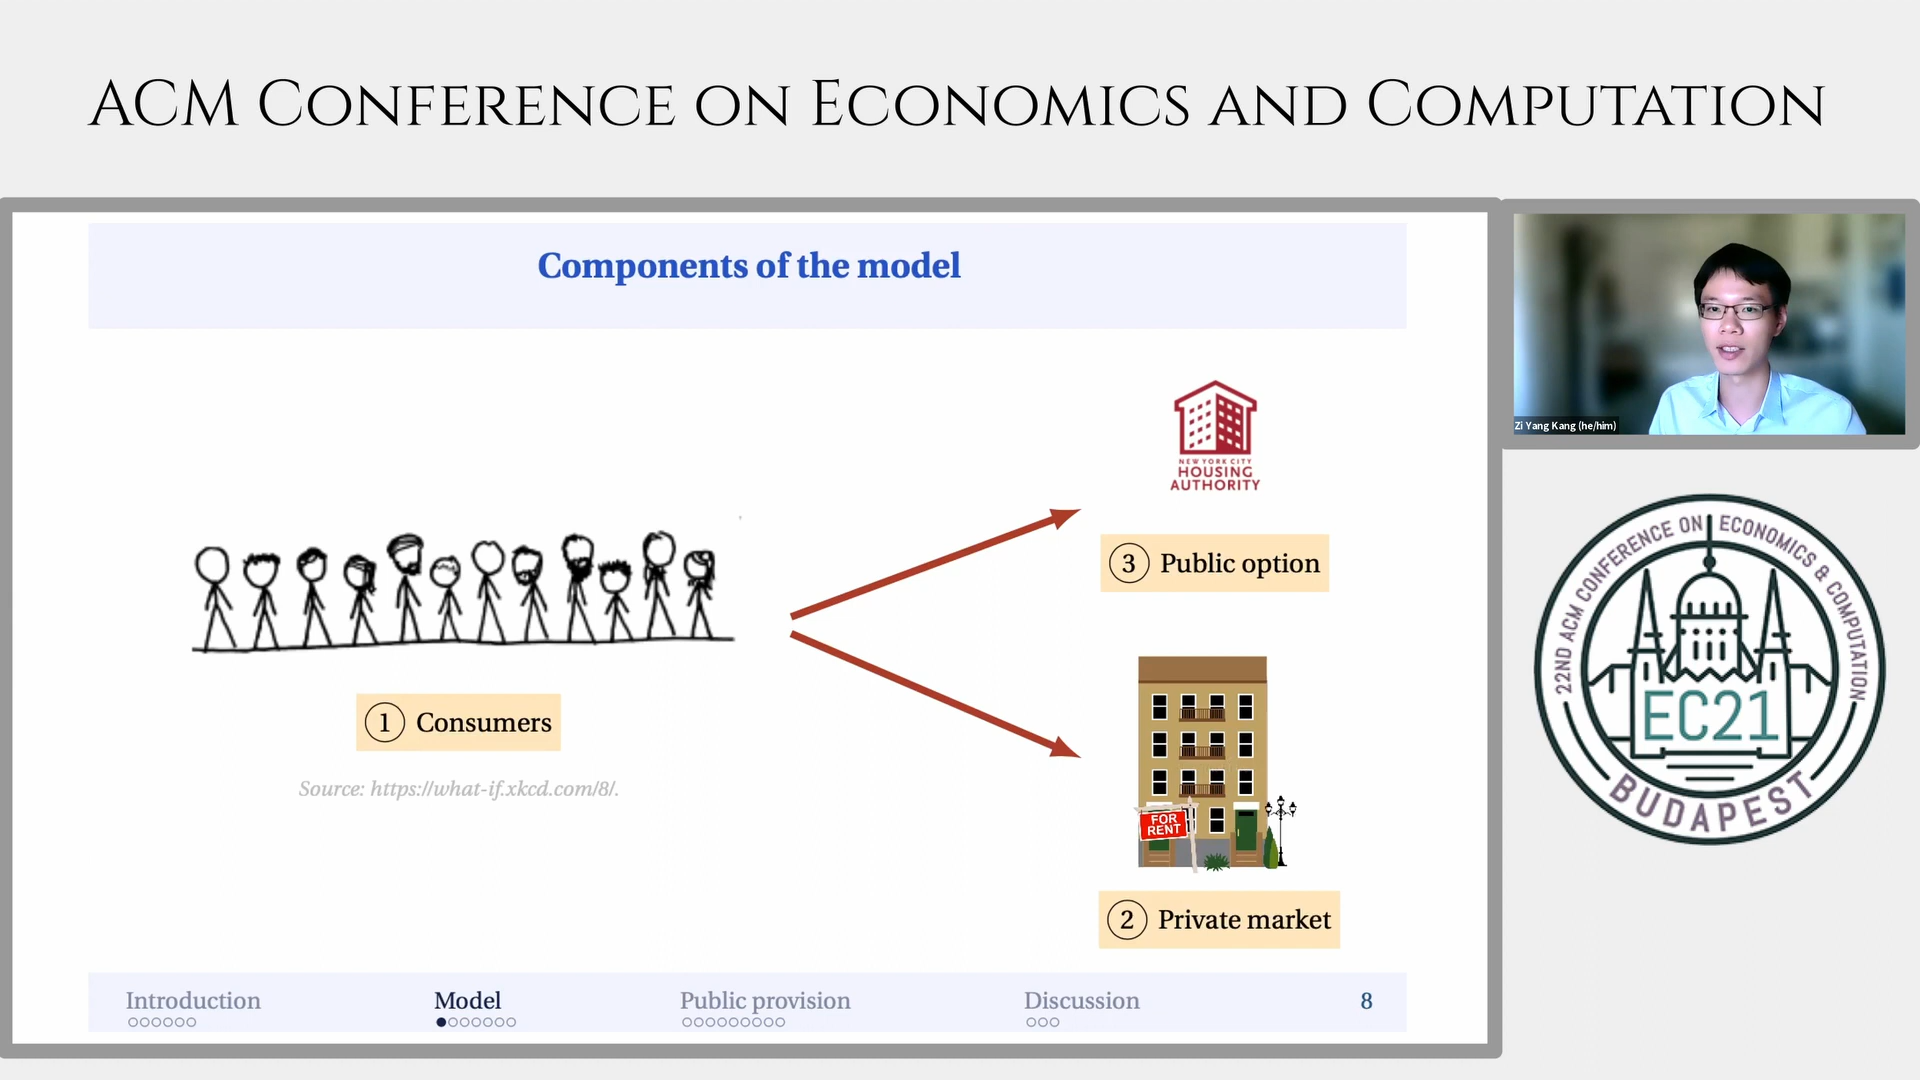 ACM Conference on Economics and Computation
Components of the model
NEW YORK CITY
HOUSING
AUTHORITY
3 Public option
1 Consumers
Source: https://what-if.xkcd.com/8/.
FOR
RENT
2 Private market
Introduction
Model
Public provision
Discussion
8
Zi Yang Kang (he/him)
22ND ACM CONFERENCE ON ECONOMICS & COMPUTATION
EC21
BUDAPEST